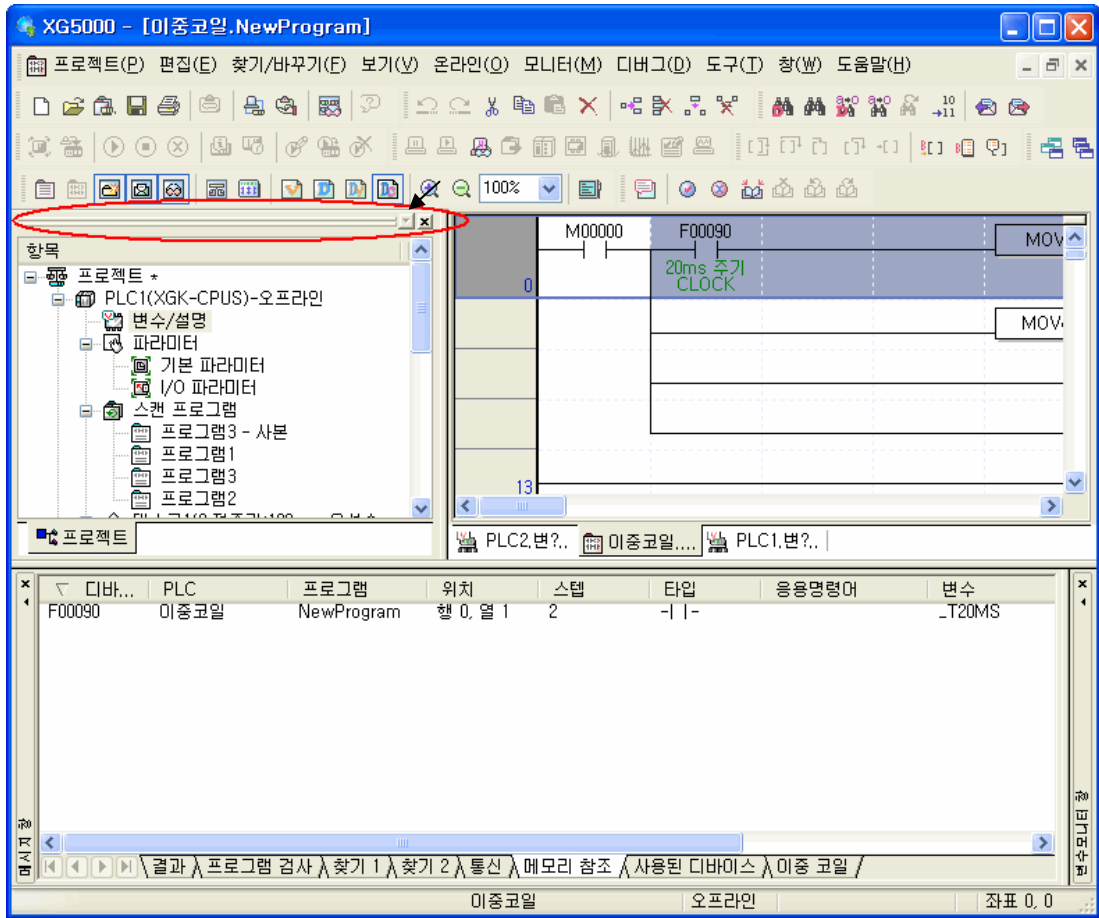 XG5000 - [이중코일.NewProgram]
프로젝트(P) 편집(E) 찾기/바꾸기(F) 보기(V) 온라인(O) 모니터(M) 디버그(D) 도구(T) 창(W) 도움말(H)
100%
항목
프로젝트 *
PLC1(XGK-CPUS)-오프라인
변수/설명
파라미터
기본 파라미터
I/O 파라미터
스캔 프로그램
프로그램3 - 사본
프로그램1
프로그램3
프로그램2
프로젝트
M00000 F00090 MOV
20ms 주기
CLOCK
0
MOV
13
PLC2,변?.. 이중코일.... PLC1,변?..
디바... PLC 프로그램 위치 스텝 타입 응용명령어 변수
F00090 이중코일 NewProgram 행 0, 열 1 2 -| |- _T20MS
메시지 창
변수모니터 창
결과 프로그램 검사 찾기 1 찾기 2 통신 메모리 참조 사용된 디바이스 이중 코일
이중코일 오프라인 좌표 0, 0